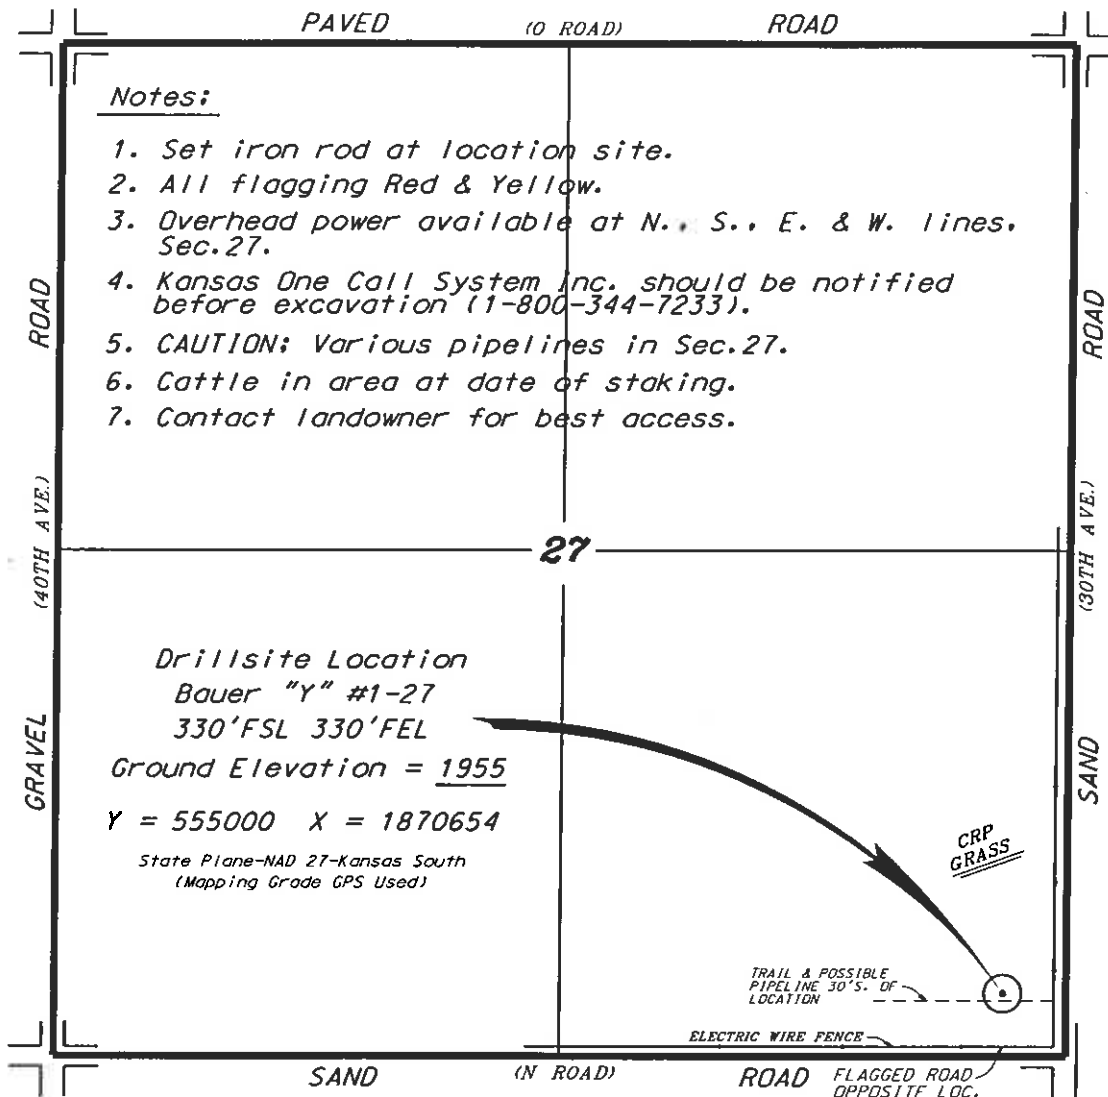 PAVED (O ROAD) ROAD
Notes:
1. Set iron rod at location site.
2. All flagging Red & Yellow.
3. Overhead power available at N., S., E. & W. lines,
Sec.27.
4. Kansas One Call System Inc. should be notified
before excavation (1-800-344-7233).
5. CAUTION: Various pipelines in Sec.27.
6. Cattle in area at date of staking.
7. Contact landowner for best access.
ROAD
(40TH AVE.)
GRAVEL
ROAD
(30TH AVE.)
SAND
27
Drillsite Location
Bauer "Y" #1-27
330'FSL 330'FEL
Ground Elevation = 1955
Y = 555000 X = 1870654
State Plane-NAD 27-Kansas South
(Mapping Grade GPS Used)
CRP
GRASS
TRAIL & POSSIBLE
PIPELINE 30'S. OF
LOCATION
ELECTRIC WIRE FENCE
SAND (N ROAD) ROAD
FLAGGED ROAD
OPPOSITE LOC.